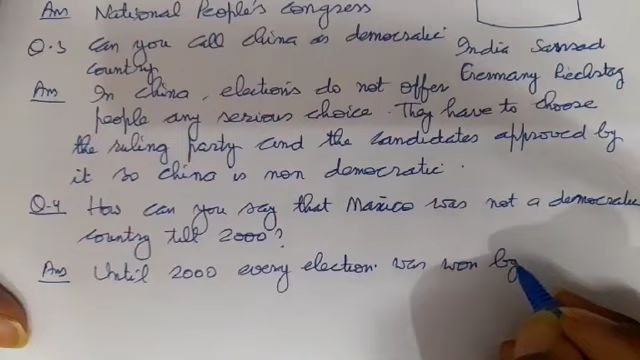 Ans National People's Congress
Q.3 Can you call China as democratic
country
India Sansad
Germany Riechstag
Ans In China, elections do not offer
people any serious choice. They have to choose
the ruling party and the candidates approved by
it so China is non democratic.
Q.4 How can you say that Maxico was not a democratic
country till 2000?
Ans Until 2000 every election was won by